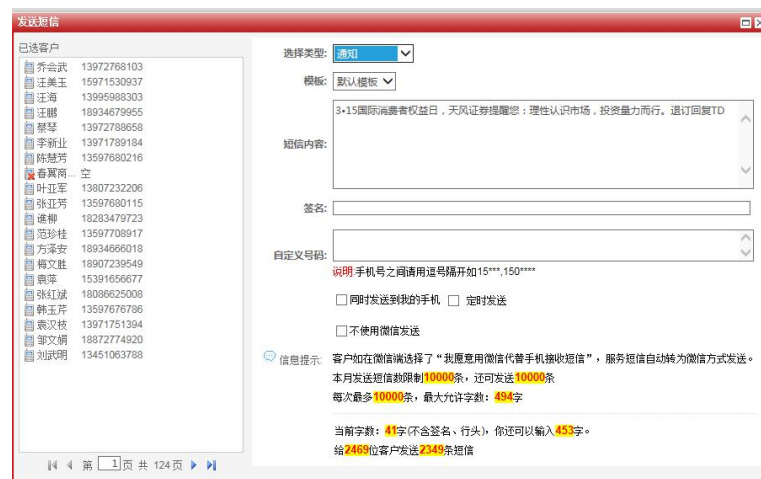 发送短信
已选客户
乔会武 13972768103
汪美玉 15971530937
汪海 13995988303
汪鹏 18934679955
蔡琴 13972788658
李新业 13971789184
陈慧芳 13597680216
春冀商... 空
叶亚军 13807232206
张亚芳 13597680115
谯柳 18283479723
范珍桂 13597708917
方泽安 18934666018
梅文胜 18907239549
袁萍 15391656677
张红斌 18086625008
韩玉芹 13597676786
袁汉枝 13971751394
邹文娟 18872774920
刘武明 13451063788
第 1 页 共 124 页
选择类型: 通知
模板: 默认模板
短信内容: 3•15国际消费者权益日，天风证券提醒您：理性认识市场，投资量力而行。退订回复TD
签名:
自定义号码:
说明:手机号之间请用逗号隔开如15***,150****
同时发送到我的手机 定时发送
不使用微信发送
信息提示: 客户如在微信端选择了“我愿意用微信代替手机接收短信”，服务短信自动转为微信方式发送。
本月发送短信数限制10000条，还可发送10000条
每次最多10000条，最大允许字数：494字
当前字数：41字(不含签名、行头)，你还可以输入453字。
给2469位客户发送2349条短信